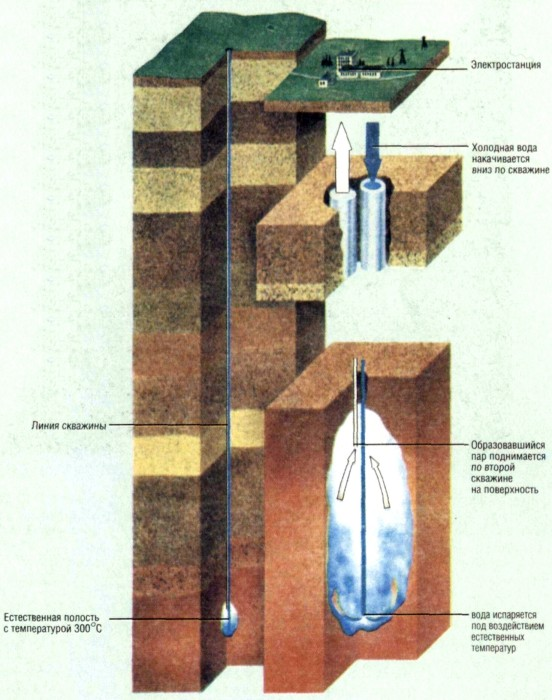 Электростанция
Холодная вода
накачивается
вниз по скважине
Линия скважины
Образовавшийся
пар поднимается
по второй
скважине
на поверхность
Естественная полость
с температурой 300°С
вода испаряется
под воздействием
естественных
температур